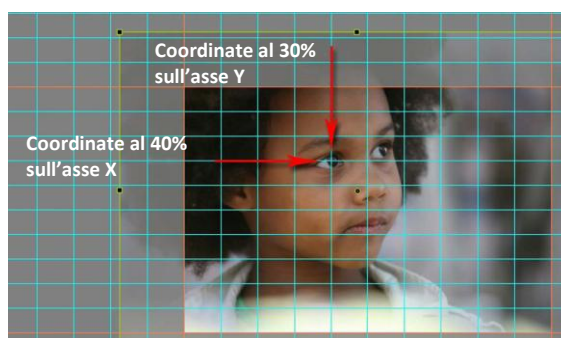 Coordinate al 30%
sull'asse Y
Coordinate al 40%
sull'asse X